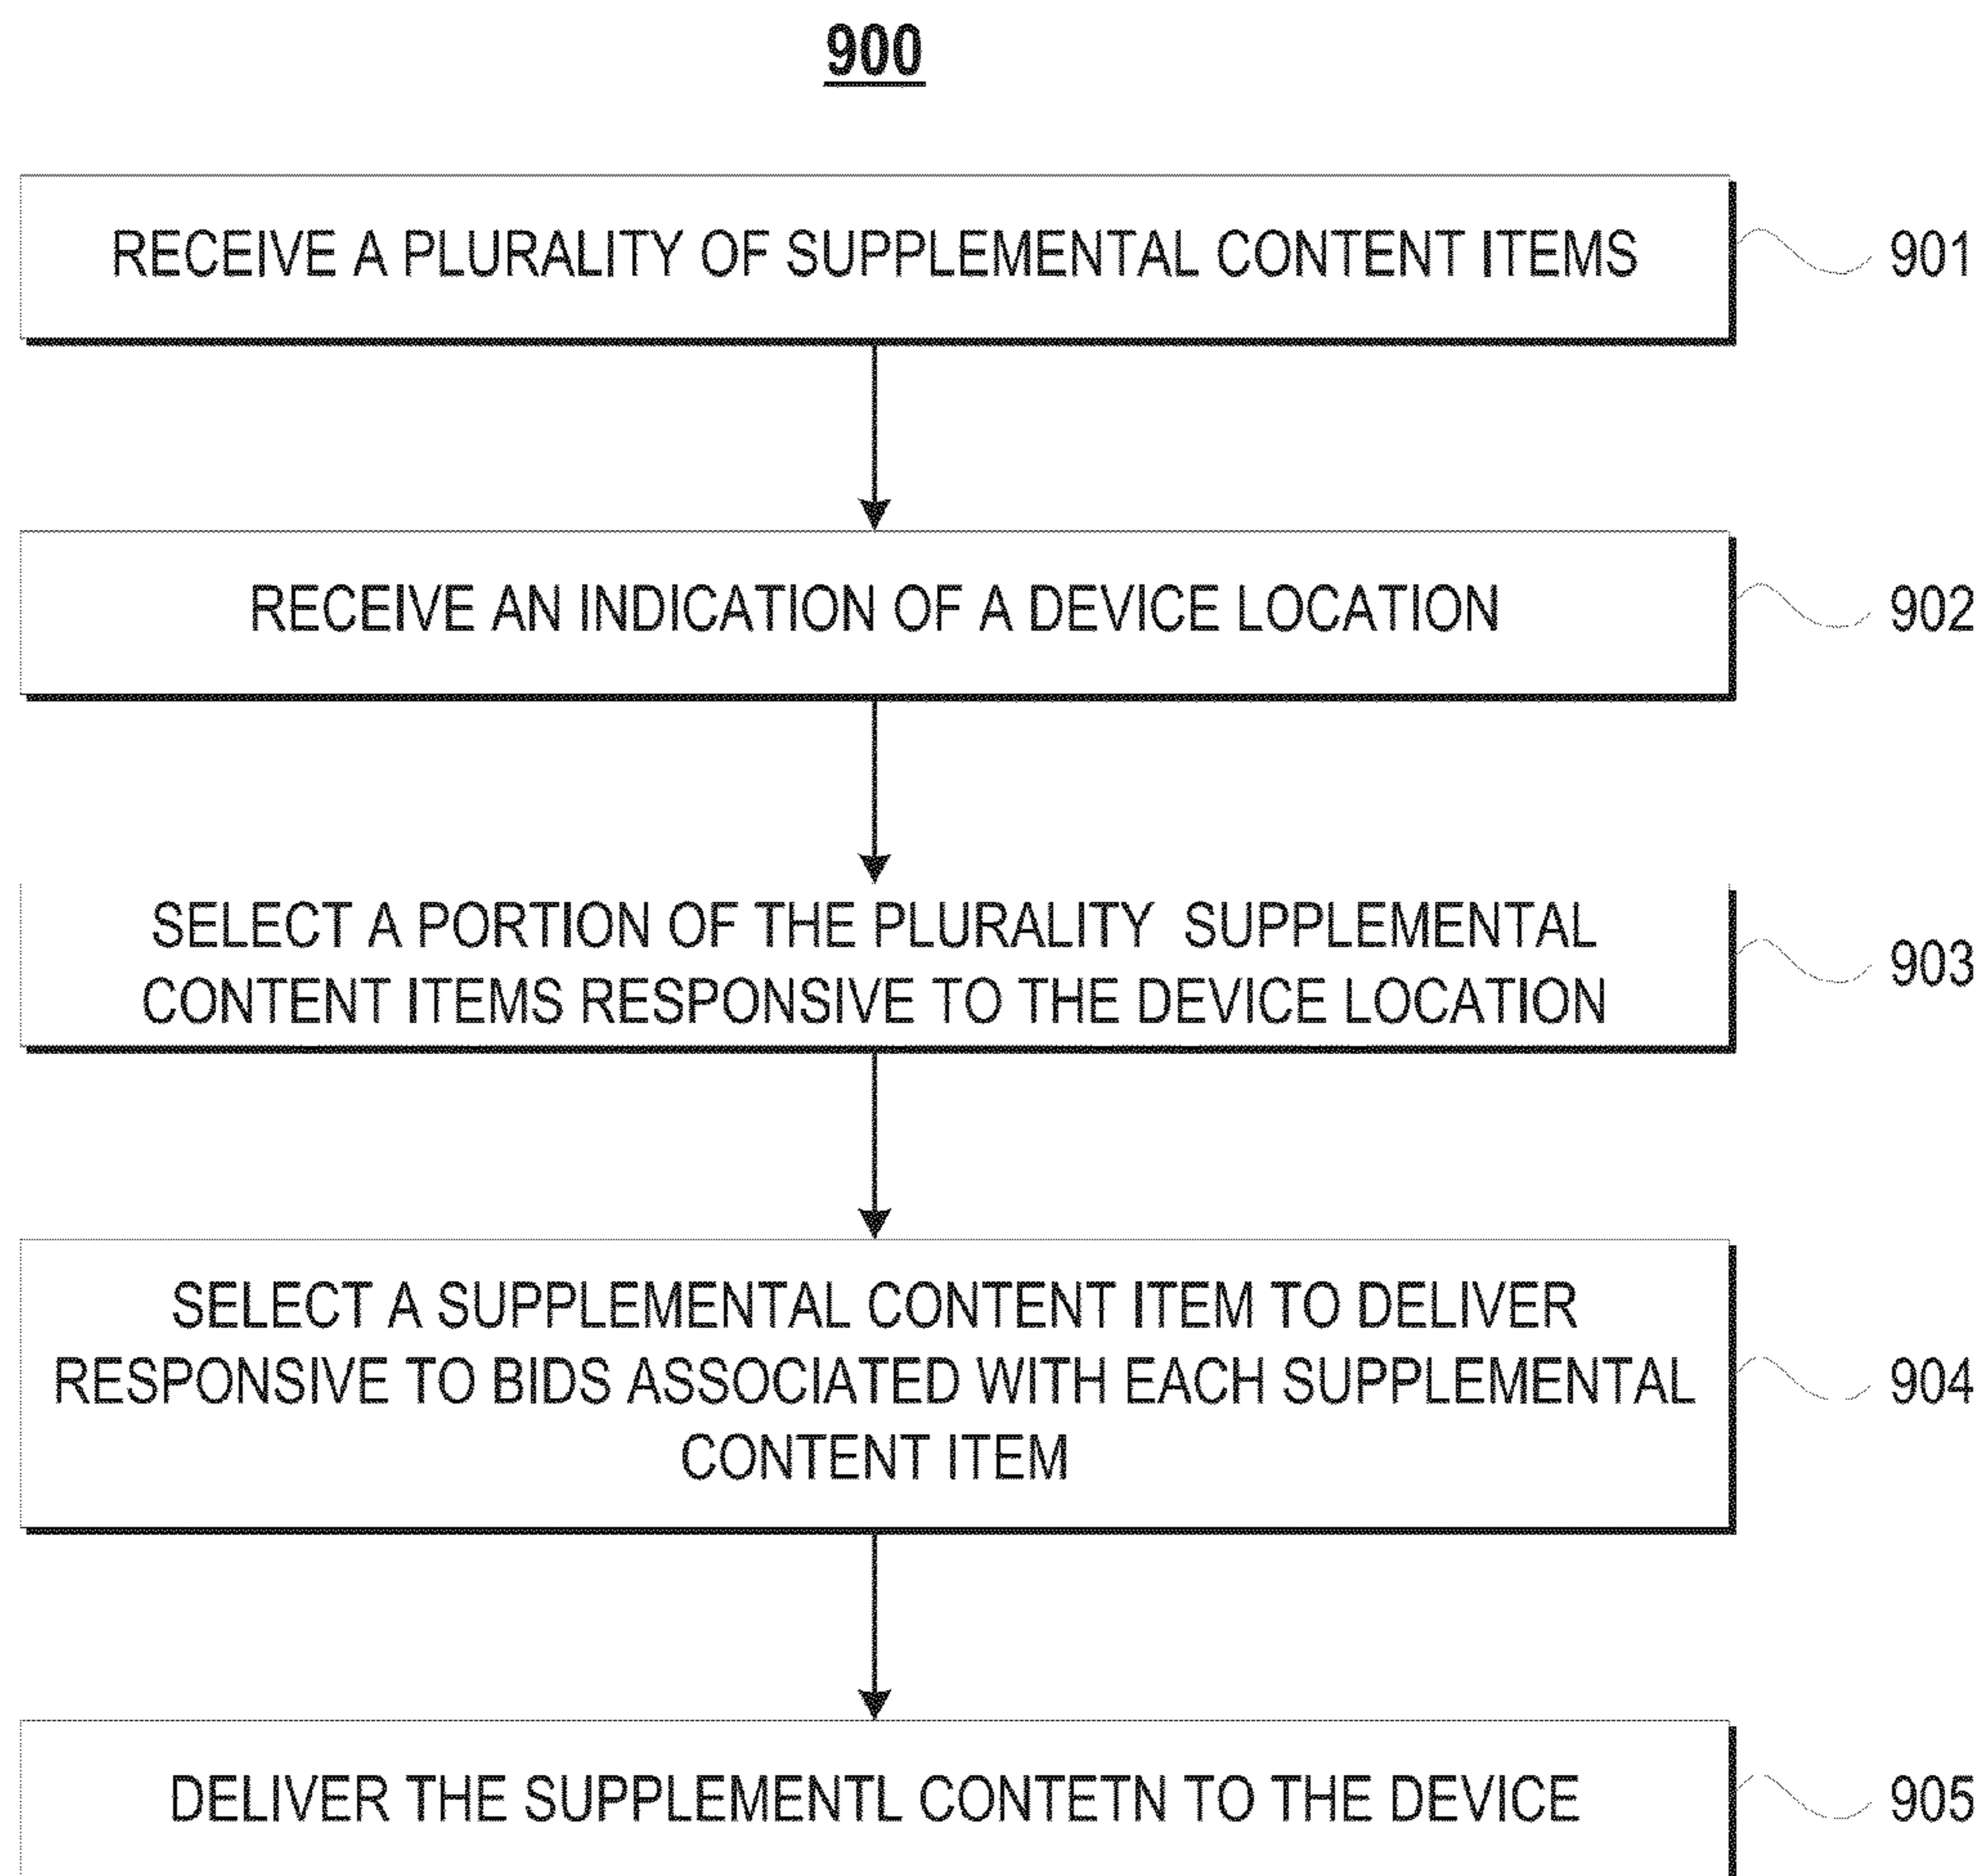 900
RECEIVE A PLURALITY OF SUPPLEMENTAL CONTENT ITEMS
901
RECEIVE AN INDICATION OF A DEVICE LOCATION
902
SELECT A PORTION OF THE PLURALITY SUPPLEMENTAL
CONTENT ITEMS RESPONSIVE TO THE DEVICE LOCATION
903
SELECT A SUPPLEMENTAL CONTENT ITEM TO DELIVER
RESPONSIVE TO BIDS ASSOCIATED WITH EACH SUPPLEMENTAL
CONTENT ITEM
904
DELIVER THE SUPPLEMENTL CONTETN TO THE DEVICE
905